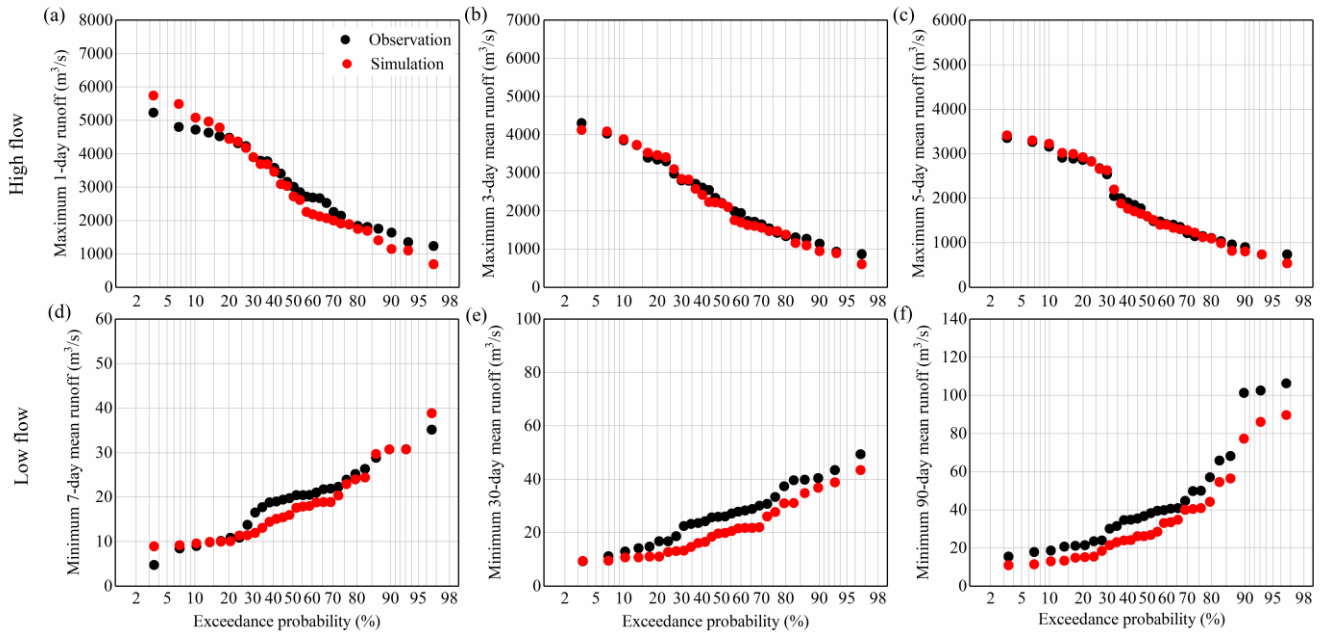 (a)
(b)
(c)
High flow
Maximum 1-day runoff (m³/s)
8000
7000
6000
5000
4000
3000
2000
1000
0
Observation
Simulation
2 5 10 20 30 40 50 60 70 80 90 95 98
Maximum 3-day mean runoff (m³/s)
7000
6000
5000
4000
3000
2000
1000
0
2 5 10 20 30 40 50 60 70 80 90 95 98
Maximum 5-day mean runoff (m³/s)
6000
5000
4000
3000
2000
1000
0
2 5 10 20 30 40 50 60 70 80 90 95 98
(d)
(e)
(f)
Low flow
Minimum 7-day mean runoff (m³/s)
60
50
40
30
20
10
0
2 5 10 20 30 40 50 60 70 80 90 95 98
Exceedance probability (%)
Minimum 30-day mean runoff (m³/s)
100
80
60
40
20
0
2 5 10 20 30 40 50 60 70 80 90 95 98
Exceedance probability (%)
Minimum 90-day mean runoff (m³/s)
140
120
100
80
60
40
20
0
2 5 10 20 30 40 50 60 70 80 90 95 98
Exceedance probability (%)